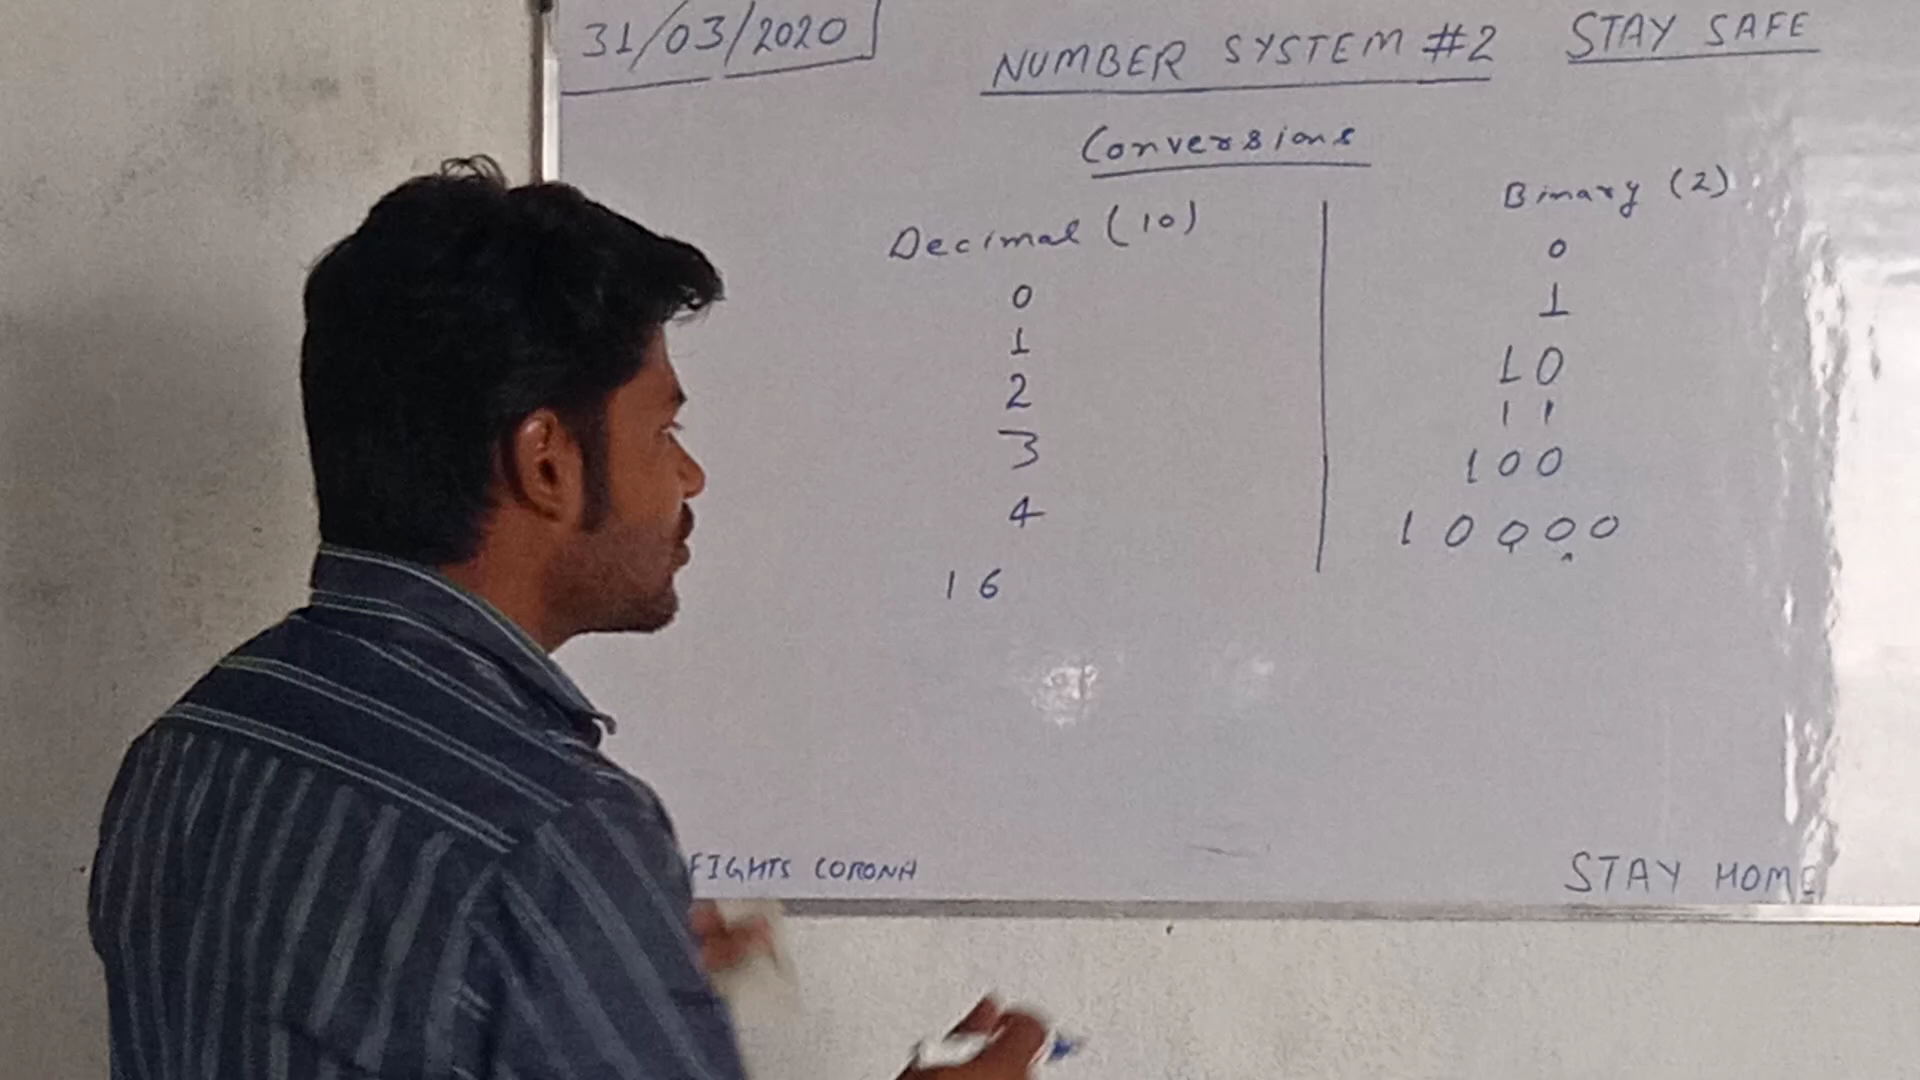 31/03/2020
NUMBER SYSTEM #2
STAY SAFE
Conversions
Decimal (10)
0
1
2
3
4
16
Binary (2)
0
1
10
11
100
10000
FIGHTS CORONA
STAY HOME